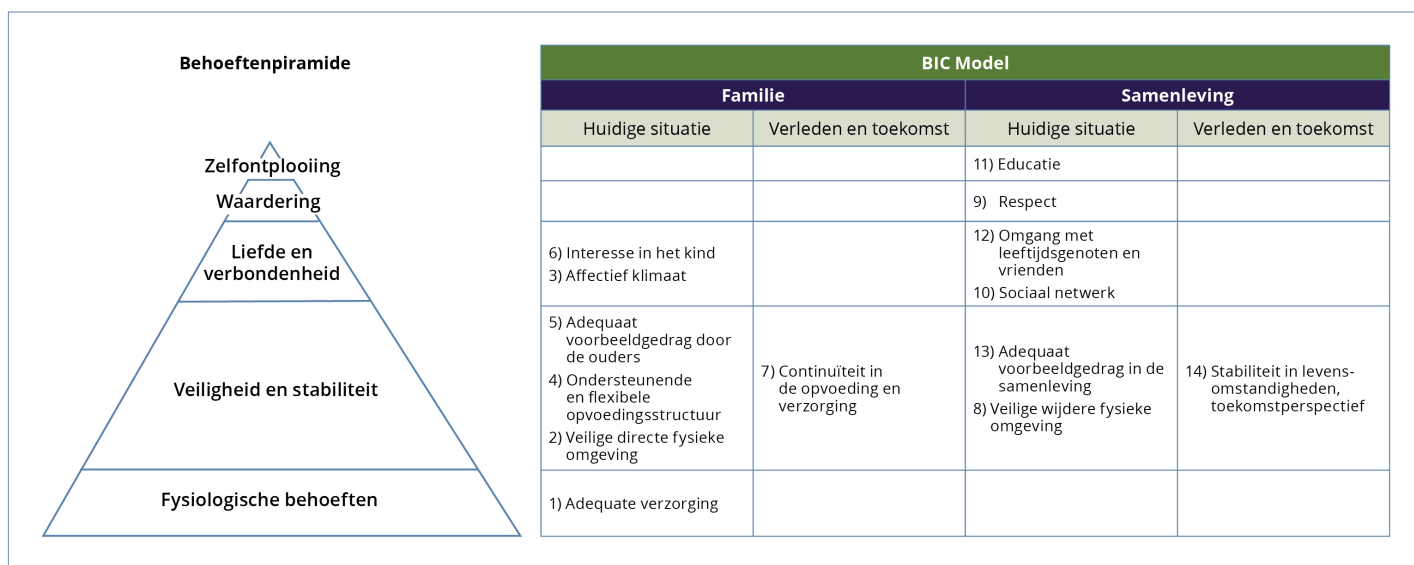 Behoeftenpiramide
Zelfontplooiing
Waardering
Liefde en
verbondenheid
Veiligheid en stabiliteit
Fysiologische behoeften
BIC Model
Familie
Samenleving
Huidige situatie
Verleden en toekomst
Huidige situatie
Verleden en toekomst
11) Educatie
9) Respect
6) Interesse in het kind
3) Affectief klimaat
12) Omgang met
leeftijdsgenoten en
vrienden
10) Sociaal netwerk
5) Adequaat
voorbeeldgedrag door
de ouders
4) Ondersteunende
en flexibele
opvoedingsstructuur
2) Veilige directe fysieke
omgeving
7) Continuïteit in
de opvoeding en
verzorging
13) Adequaat
voorbeeldgedrag in de
samenleving
8) Veilige wijdere fysieke
omgeving
14) Stabiliteit in levens-
omstandigheden,
toekomstperspectief
1) Adequate verzorging